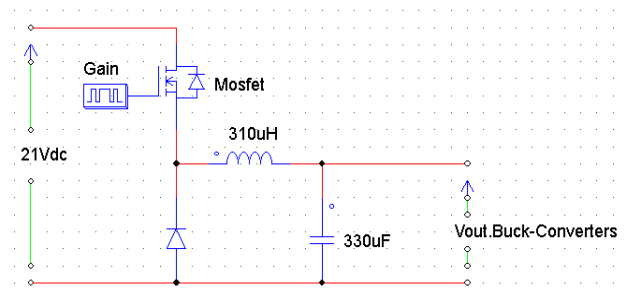 Gain
Mosfet
310uH
21Vdc
330uF
Vout.Buck-Converters